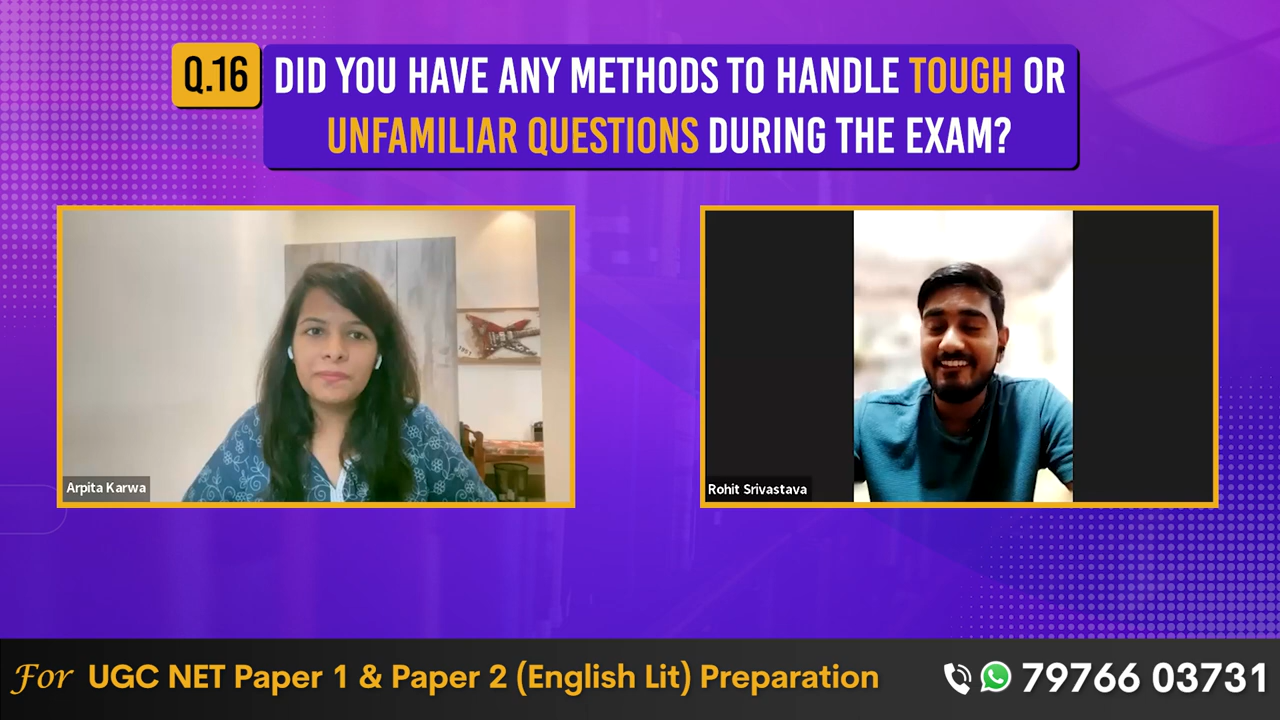 Q.16 DID YOU HAVE ANY METHODS TO HANDLE TOUGH OR
UNFAMILIAR QUESTIONS DURING THE EXAM?
Arpita Karwa
Rohit Srivastava
For UGC NET Paper 1 & Paper 2 (English Lit) Preparation
79766 03731